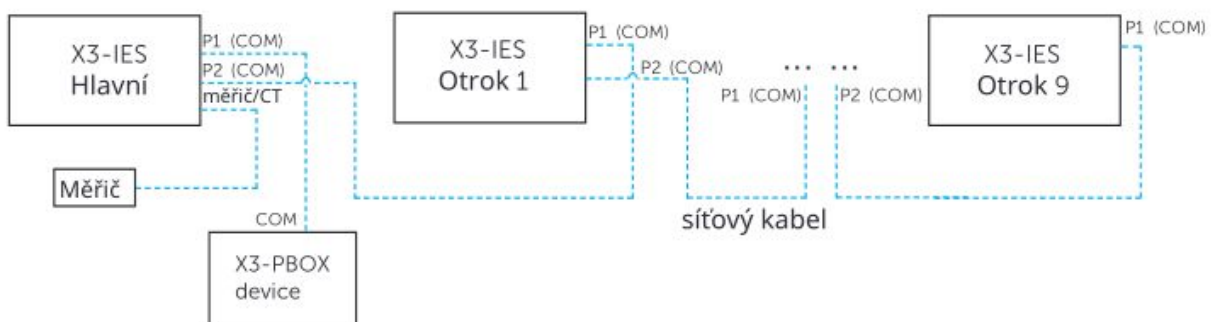 X3-IES
Hlavní
P1 (COM)
P2 (COM)
měřič/CT
X3-IES
Otrok 1
P1 (COM)
P2 (COM)
... ...
P1 (COM)
P2 (COM)
X3-IES
Otrok 9
P1 (COM)
Měřič
síťový kabel
COM
X3-PBOX
device